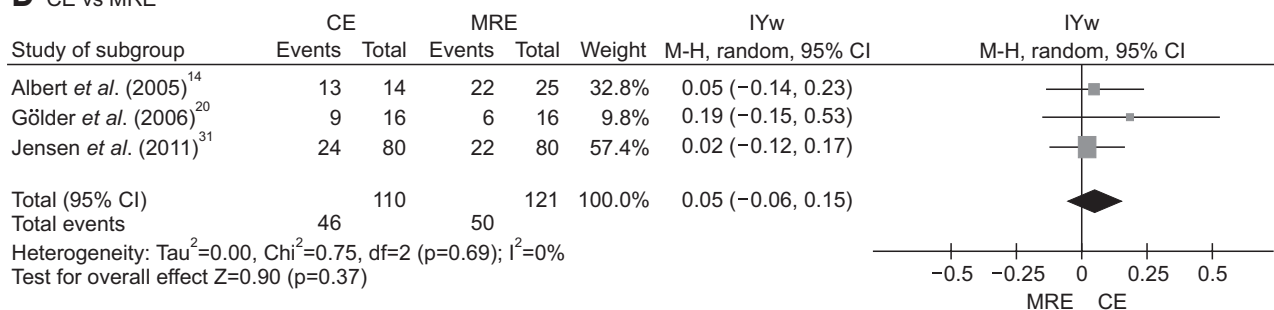 D CE vs MRE
CE MRE IYw IYw
Study of subgroup Events Total Events Total Weight M-H, random, 95% CI M-H, random, 95% CI
Albert et al. (2005)14 13 14 22 25 32.8% 0.05 (−0.14, 0.23)
Gölder et al. (2006)20 9 16 6 16 9.8% 0.19 (−0.15, 0.53)
Jensen et al. (2011)31 24 80 22 80 57.4% 0.02 (−0.12, 0.17)
Total (95% CI) 110 121 100.0% 0.05 (−0.06, 0.15)
Total events 46 50
Heterogeneity: Tau2=0.00, Chi2=0.75, df=2 (p=0.69); I2=0%
Test for overall effect Z=0.90 (p=0.37)
−0.5 −0.25 0 0.25 0.5
MRE CE